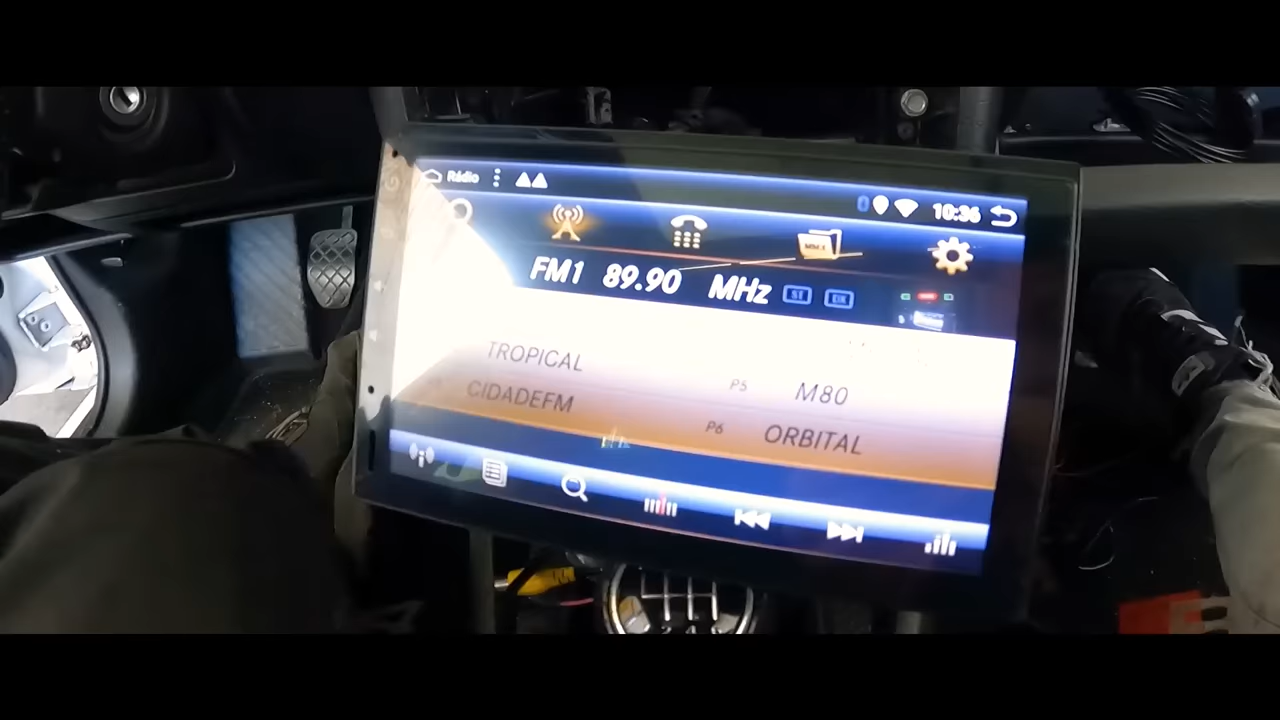 Rádio
10:36
FM1 89.90 MHz ST DX
TROPICAL
P5 M80
CIDADEFM
P6 ORBITAL